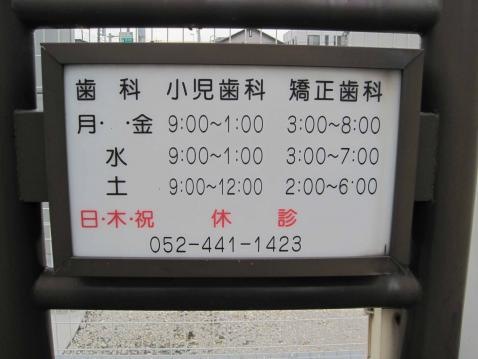 歯科 小児歯科 矯正歯科
月・ ・金 9:00~1:00 3:00~8:00
水 9:00~1:00 3:00~7:00
土 9:00~12:00 2:00~6:00
日・木・祝 休診
052-441-1423